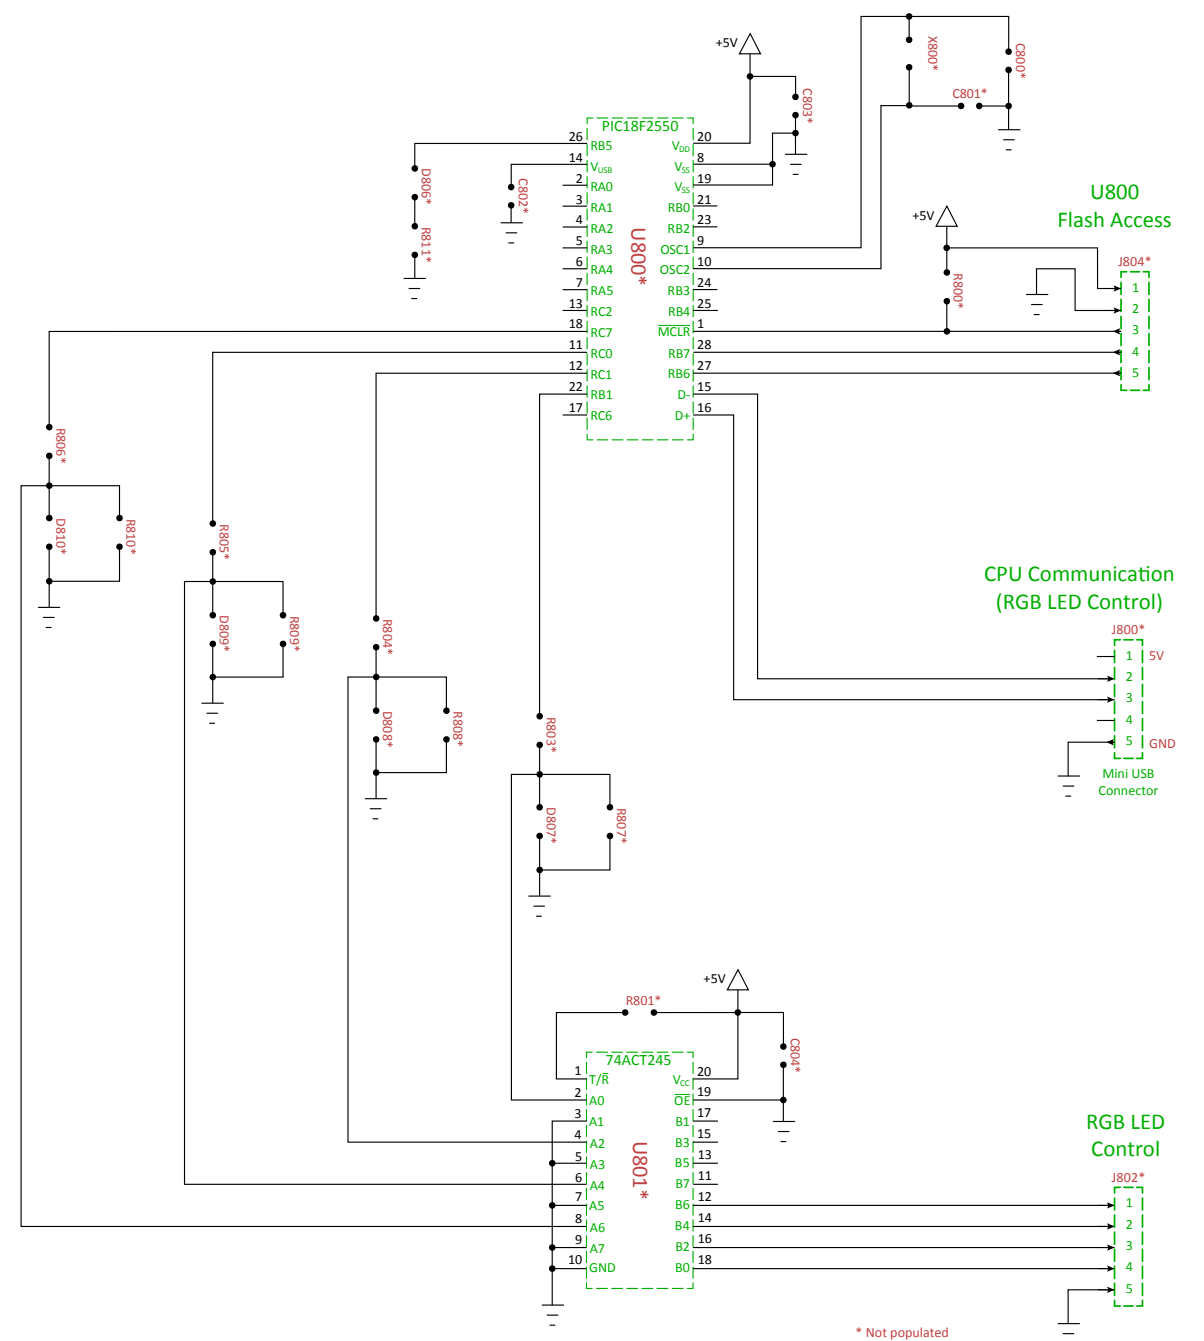 +5V
X800*
C800*
C801*
C803*
PIC18F2550
26 RB5 VDD 20
14 VUSB VSS 8
2 RA0 VSS 19
3 RA1 RB0 21
4 RA2 RB2 23
5 RA3 OSC1 9
6 RA4 OSC2 10
7 RA5 RB3 24
13 RC2 RB4 25
18 RC7 MCLR 1
11 RC0 RB7 28
12 RC1 RB6 27
22 RB1 D- 15
17 RC6 D+ 16
U800*
D806*
R811*
C802*
U800
Flash Access
+5V
R800*
J804*
1
2
3
4
5
R806*
D810*
R810*
R805*
D809*
R809*
R804*
D808*
R808*
R803*
D807*
R807*
CPU Communication
(RGB LED Control)
J800*
1 5V
2
3
4
5 GND
Mini USB
Connector
+5V
R801*
C804*
74ACT245
1 T/R VCC 20
2 A0 OE 19
3 A1 B1 17
4 A2 B3 15
5 A3 B5 13
6 A4 B7 11
7 A5 B6 12
8 A6 B4 14
9 A7 B2 16
10 GND B0 18
U801*
RGB LED
Control
J802*
1
2
3
4
5
* Not populated